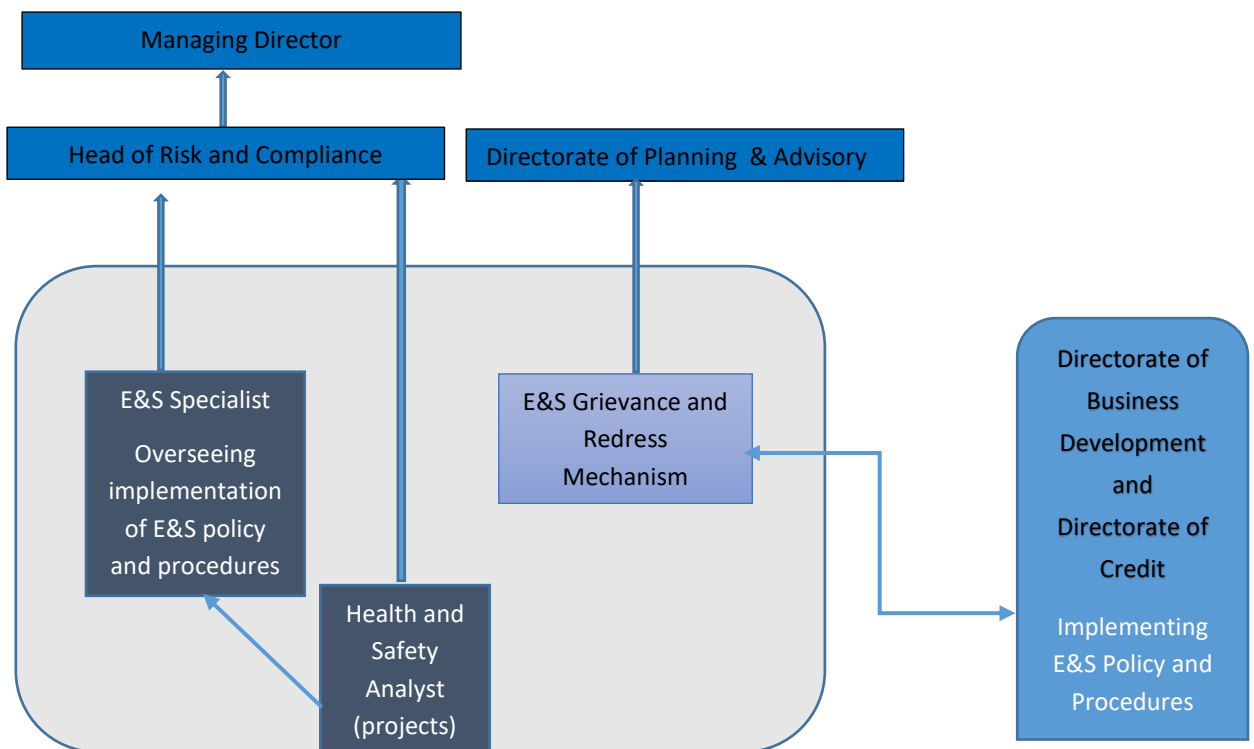 Managing Director
Head of Risk and Compliance
Directorate of Planning & Advisory
E&S Specialist
Overseeing
implementation
of E&S policy
and procedures
E&S Grievance and
Redress
Mechanism
Health and
Safety
Analyst
(projects)
Directorate of
Business
Development
and
Directorate of
Credit
Implementing
E&S Policy and
Procedures